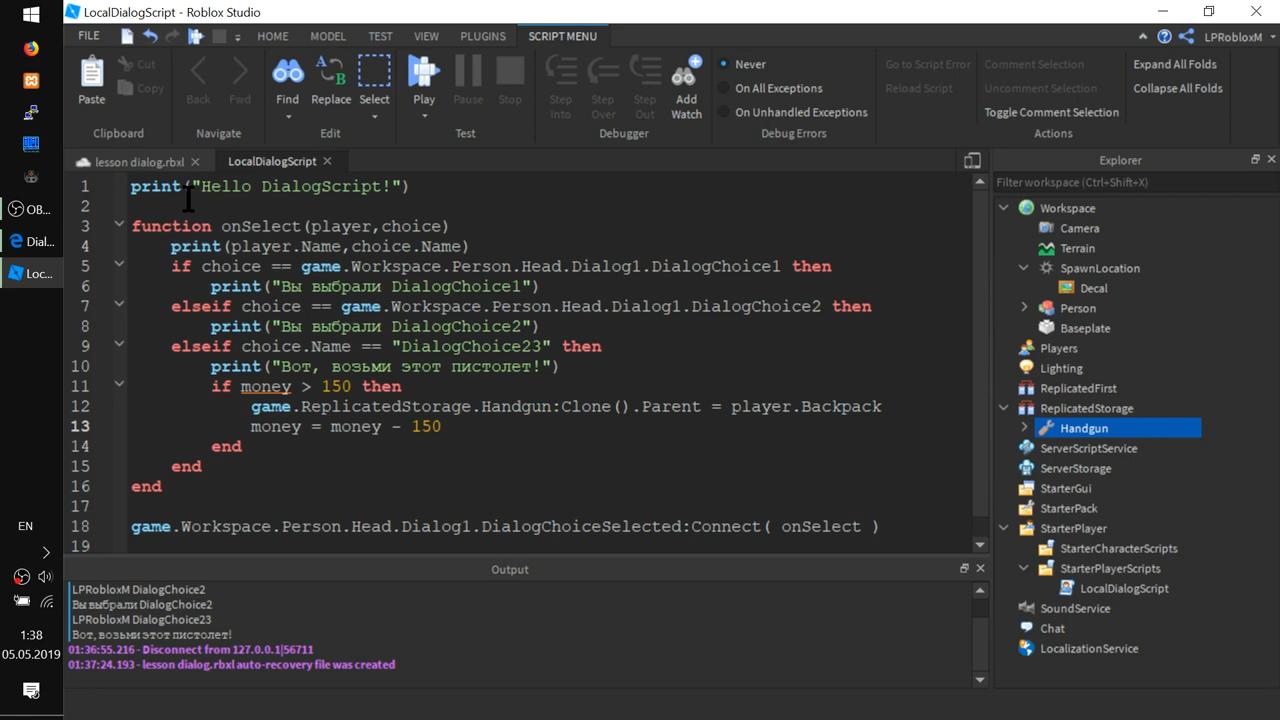 LocalDialogScript - Roblox Studio
FILE HOME MODEL TEST VIEW PLUGINS SCRIPT MENU LPRobloxM
Paste Cut Copy Back Fwd Find Replace Select Play Pause Stop Step Into Step Over Step Out Add Watch
Never
On All Exceptions
On Unhandled Exceptions
Go to Script Error
Reload Script
Comment Selection
Uncomment Selection
Toggle Comment Selection
Expand All Folds
Collapse All Folds
Clipboard Navigate Edit Test Debugger Debug Errors Actions
lesson dialog.rbxl LocalDialogScript
1 print("Hello DialogScript!")
2
3 function onSelect(player,choice)
4 print(player.Name,choice.Name)
5 if choice == game.Workspace.Person.Head.Dialog1.DialogChoice1 then
6 print("Вы выбрали DialogChoice1")
7 elseif choice == game.Workspace.Person.Head.Dialog1.DialogChoice2 then
8 print("Вы выбрали DialogChoice2")
9 elseif choice.Name == "DialogChoice23" then
10 print("Вот, возьми этот пистолет!")
11 if money > 150 then
12 game.ReplicatedStorage.Handgun:Clone().Parent = player.Backpack
13 money = money - 150
14 end
15 end
16 end
17
18 game.Workspace.Person.Head.Dialog1.DialogChoiceSelected:Connect( onSelect )
19
Output
LPRobloxM DialogChoice2
Вы выбрали DialogChoice2
LPRobloxM DialogChoice23
Вот, возьми этот пистолет!
01:36:55.216 - Disconnect from 127.0.0.1|56711
01:37:24.193 - lesson dialog.rbxl auto-recovery file was created
Explorer
Filter workspace (Ctrl+Shift+X)
Workspace
Camera
Terrain
SpawnLocation
Decal
Person
Baseplate
Players
Lighting
ReplicatedFirst
ReplicatedStorage
Handgun
ServerScriptService
ServerStorage
StarterGui
StarterPack
StarterPlayer
StarterCharacterScripts
StarterPlayerScripts
LocalDialogScript
SoundService
Chat
LocalizationService
OB...
Dial...
Loc...
EN
1:38
05.05.2019